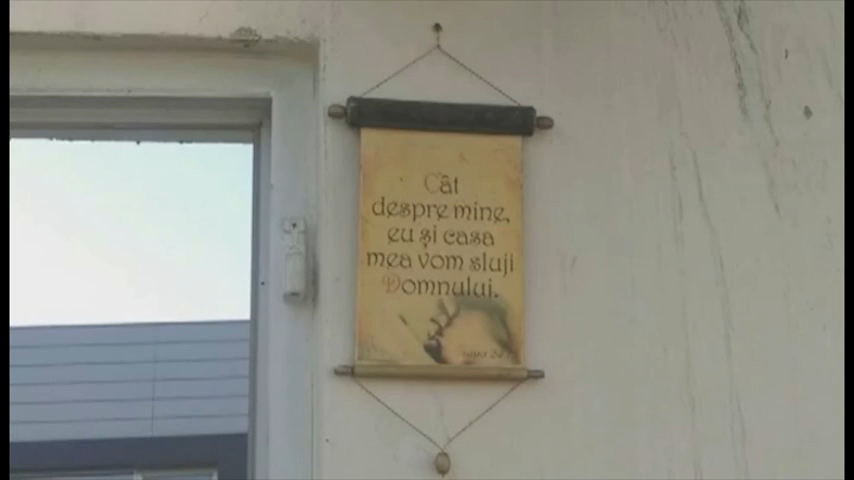 Cât
despre mine,
eu și casa
mea vom sluji
Domnului.